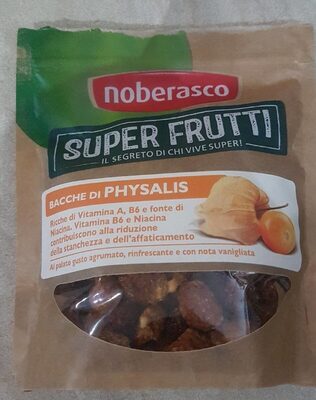 noberasco
SUPER FRUTTI
IL SEGRETO DI CHI VIVE SUPER!
BACCHE DI PHYSALIS
Ricche di Vitamina A, B6 e fonte di
Niacina. Vitamina B6 e Niacina
contribuiscono alla riduzione
della stanchezza e dell'affaticamento
Al palato gusto agrumato, rinfrescante e con nota vanigliata